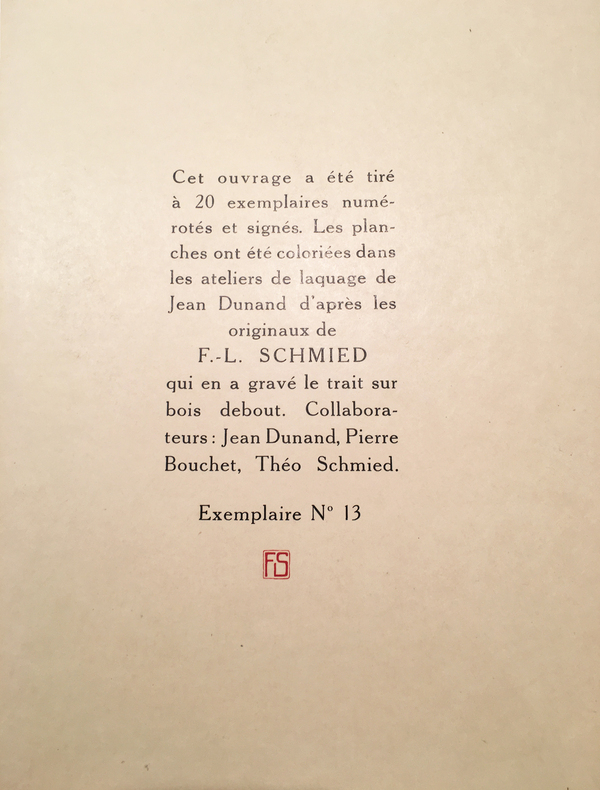 Cet ouvrage a été tiré
à 20 exemplaires numé-
rotés et signés. Les plan-
ches ont été coloriées dans
les ateliers de laquage de
Jean Dunand d'après les
originaux de
F.-L. SCHMIED
qui en a gravé le trait sur
bois debout. Collabora-
teurs : Jean Dunand, Pierre
Bouchet, Théo Schmied.
Exemplaire Nº 13
FLS